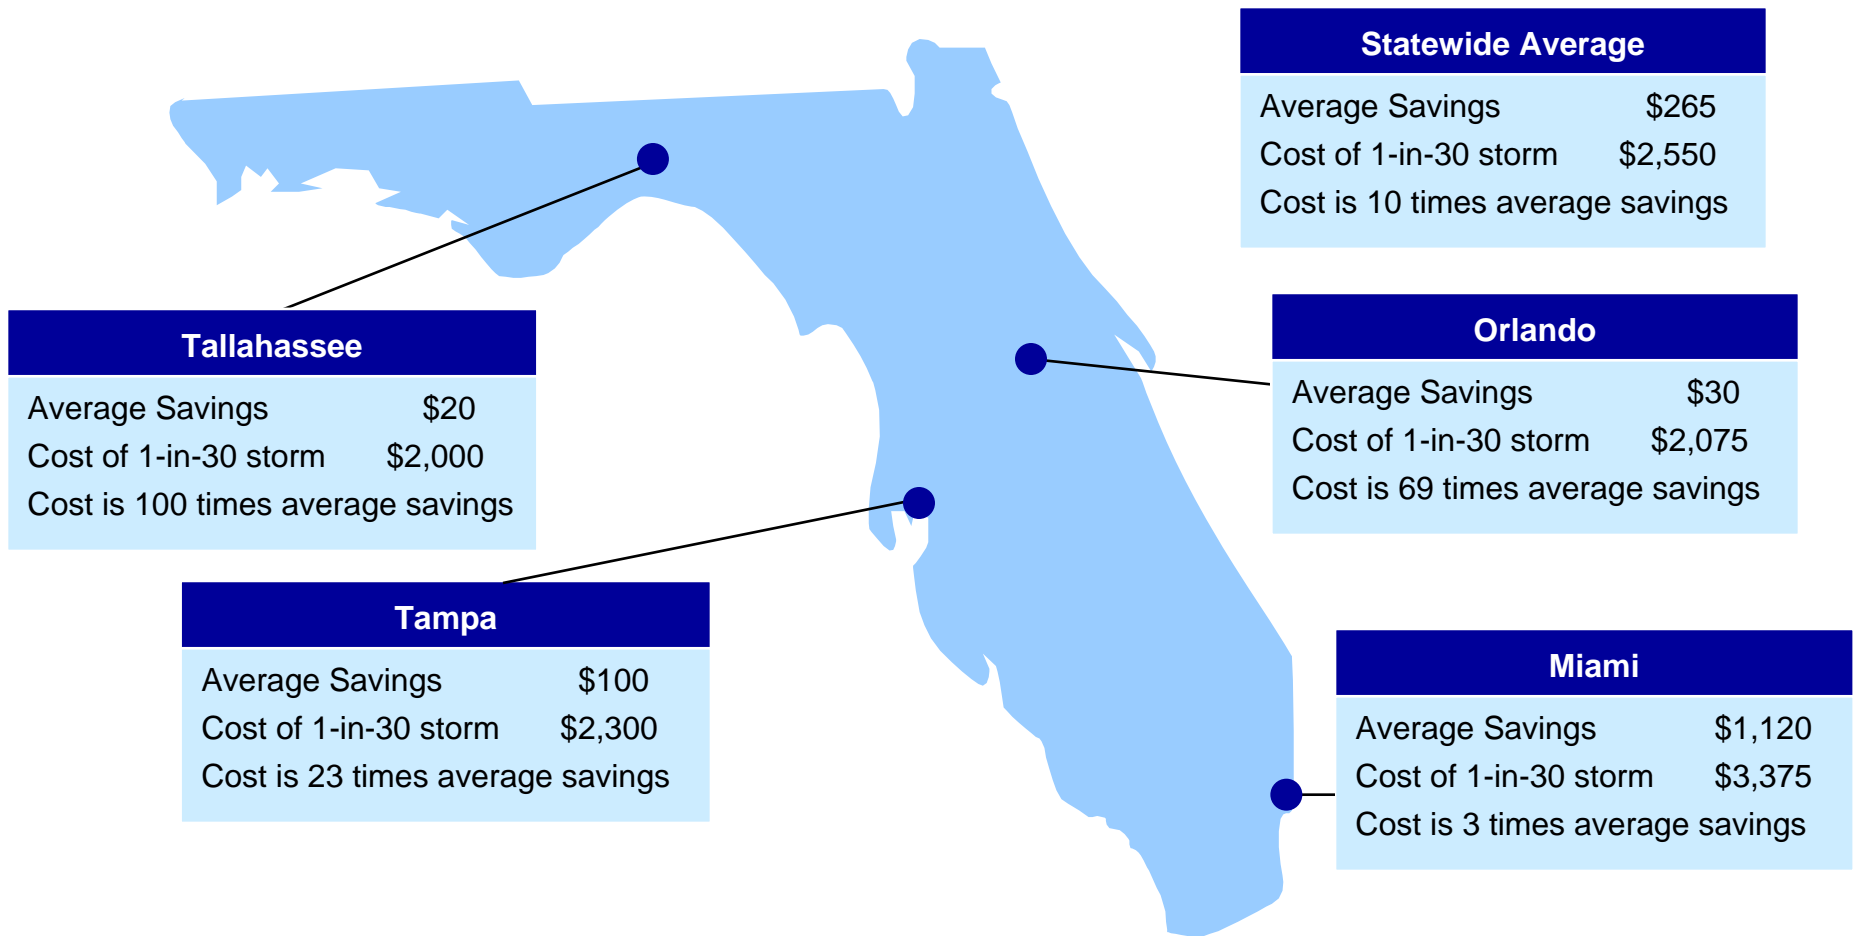 Statewide Average
Average Savings $265
Cost of 1-in-30 storm $2,550
Cost is 10 times average savings
Orlando
Average Savings $30
Cost of 1-in-30 storm $2,075
Cost is 69 times average savings
Tallahassee
Average Savings $20
Cost of 1-in-30 storm $2,000
Cost is 100 times average savings
Tampa
Average Savings $100
Cost of 1-in-30 storm $2,300
Cost is 23 times average savings
Miami
Average Savings $1,120
Cost of 1-in-30 storm $3,375
Cost is 3 times average savings